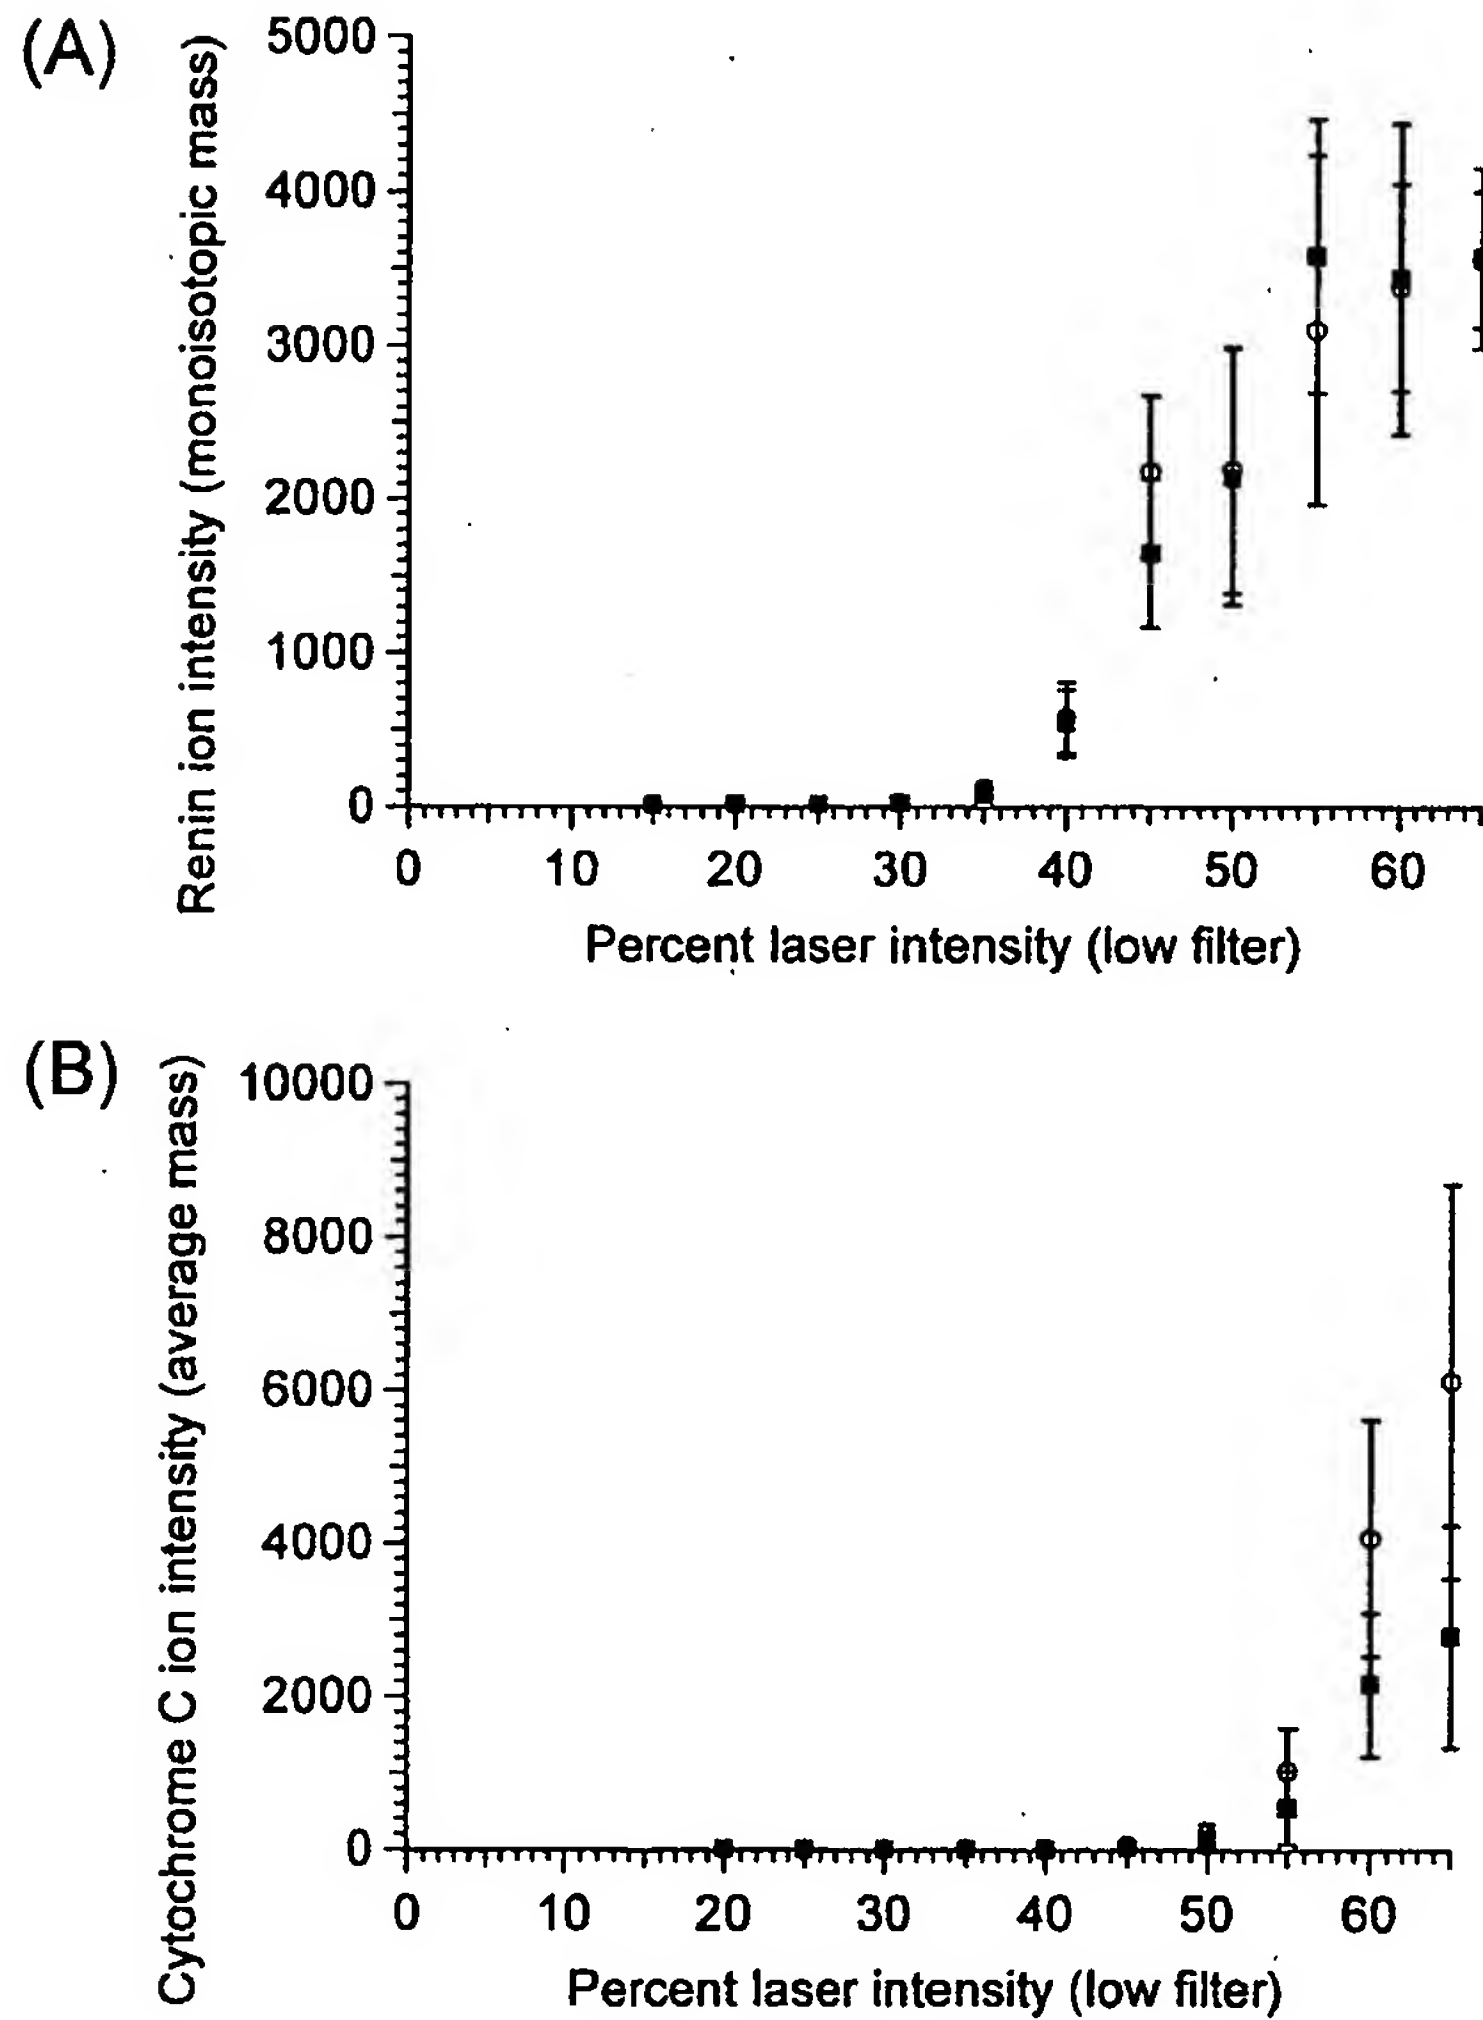 (A)
Renin ion intensity (monoisotopic mass)
5000
4000
3000
2000
1000
0
0 10 20 30 40 50 60
Percent laser intensity (low filter)
(B)
Cytochrome C ion intensity (average mass)
10000
8000
6000
4000
2000
0
0 10 20 30 40 50 60
Percent laser intensity (low filter)